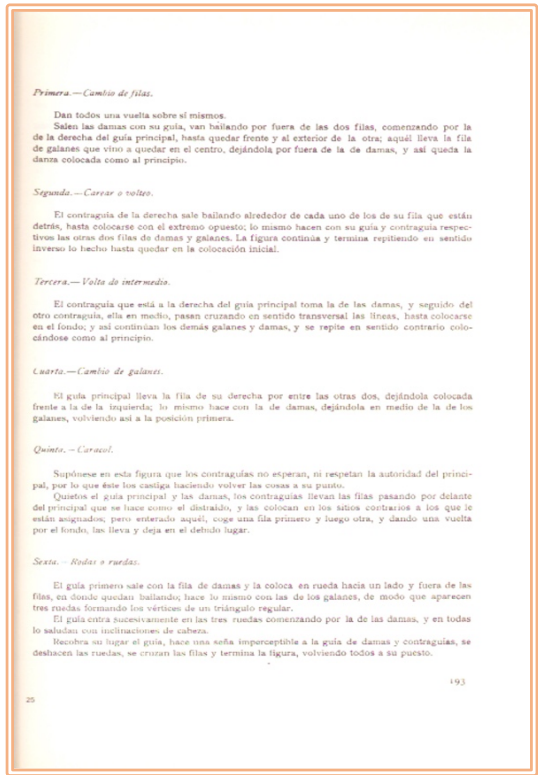 Primera.—Cambio de filas.
Dan todos una vuelta sobre sí mismos.
Salen las damas con su guía, van bailando por fuera de las dos filas, comenzando por la
de la derecha del guía principal, hasta quedar frente y al exterior de la otra; aquél lleva la fila
de galanes que vino a quedar en el centro, dejándola por fuera de la de damas, y así queda la
danza colocada como al principio.
Segunda.—Carear o volteo.
El contraguía de la derecha sale bailando alrededor de cada uno de los de su fila que están
detrás, hasta colocarse con el extremo opuesto; lo mismo hacen con su guía y contraguía respec-
tivos las otras dos filas de damas y galanes. La figura continúa y termina repitiendo en sentido
inverso lo hecho hasta quedar en la colocación inicial.
Tercera.—Volta do intermedio.
El contraguía que está a la derecha del guía principal toma la de las damas, y seguido del
otro contraguía, ella en medio, pasan cruzando en sentido transversal las líneas, hasta colocarse
en el fondo; y así continúan los demás galanes y damas, y se repite en sentido contrario colo-
cándose como al principio.
Cuarta.—Cambio de galanes.
El guía principal lleva la fila de su derecha por entre las otras dos, dejándola colocada
frente a la de la izquierda; lo mismo hace con la de damas, dejándola en medio de la de los
galanes, volviendo así a la posición primera.
Quinta.—Caracol.
Supónese en esta figura que los contraguías no esperan, ni respetan la autoridad del princi-
pal, por lo que éste los castiga haciendo volver las cosas a su punto.
Quietos el guía principal y las damas, los contraguías llevan las filas pasando por delante
del principal que se hace como el distraído, y las colocan en los sitios contrarios a los que le
están asignados; pero enterado aquél, coge una fila primero y luego otra, y dando una vuelta
por el fondo, las lleva y deja en el debido lugar.
Sexta.—Rodas o ruedas.
El guía primero sale con la fila de damas y la coloca en rueda hacia un lado y fuera de las
filas, en donde quedan bailando; hace lo mismo con las de los galanes, de modo que aparecen
tres ruedas formando los vértices de un triángulo regular.
El guía entra sucesivamente en las tres ruedas comenzando por la de las damas, y en todas
lo saludan con inclinaciones de cabeza.
Recobra su lugar el guía, hace una seña imperceptible a la guía de damas y contraguías, se
deshacen las ruedas, se cruzan las filas y termina la figura, volviendo todos a su puesto.
193
25